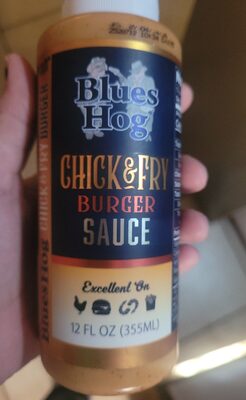 Blues
Hog
CHICK&FRY
BURGER
SAUCE
Excellent On
12 FL OZ (355ML)
Blues Hog CHICK&FRY BURGER